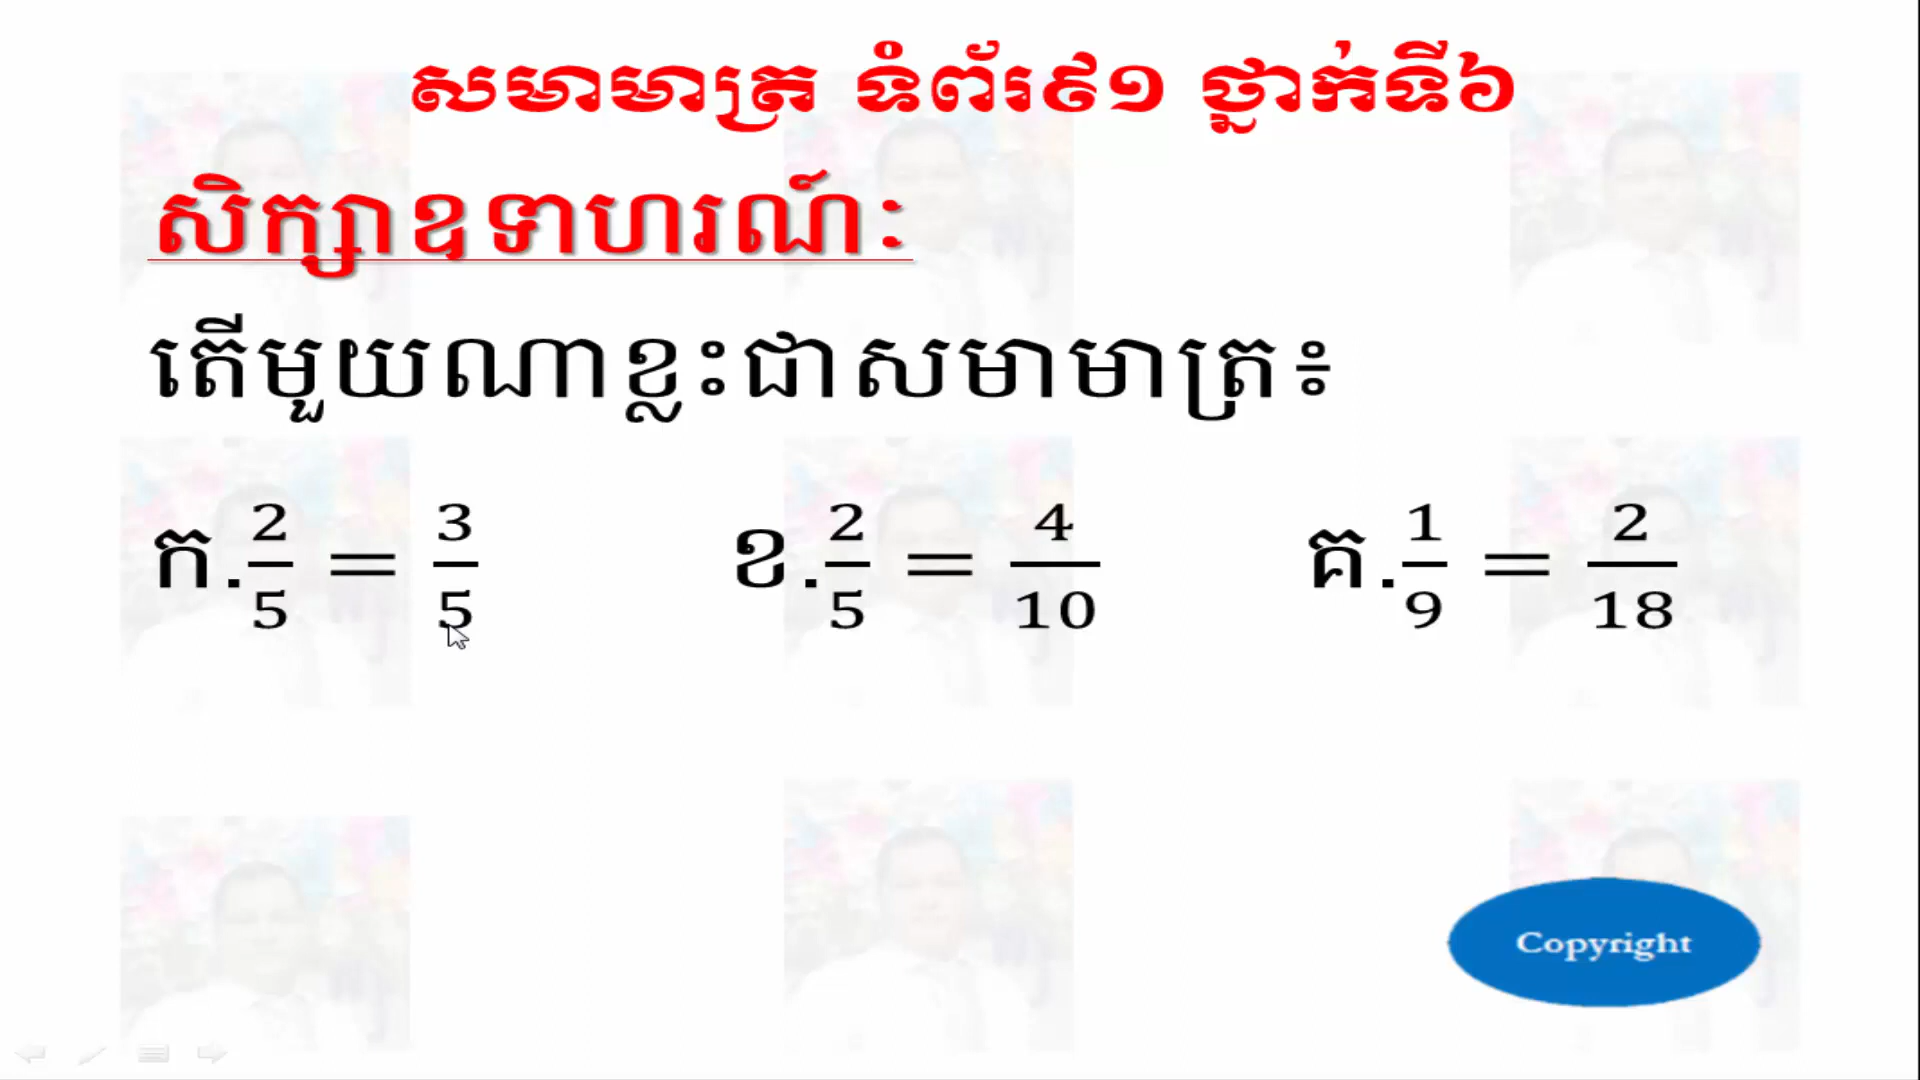 សមាមាត្រ ទំព័រ៩១ ថ្នាក់ទី៦
សិក្សាឧទាហរណ៍ៈ
តើមួយណាខ្លះជាសមាមាត្រ៖
ក.2/5 = 3/5 ខ.2/5 = 4/10 គ.1/9 = 2/18
Copyright